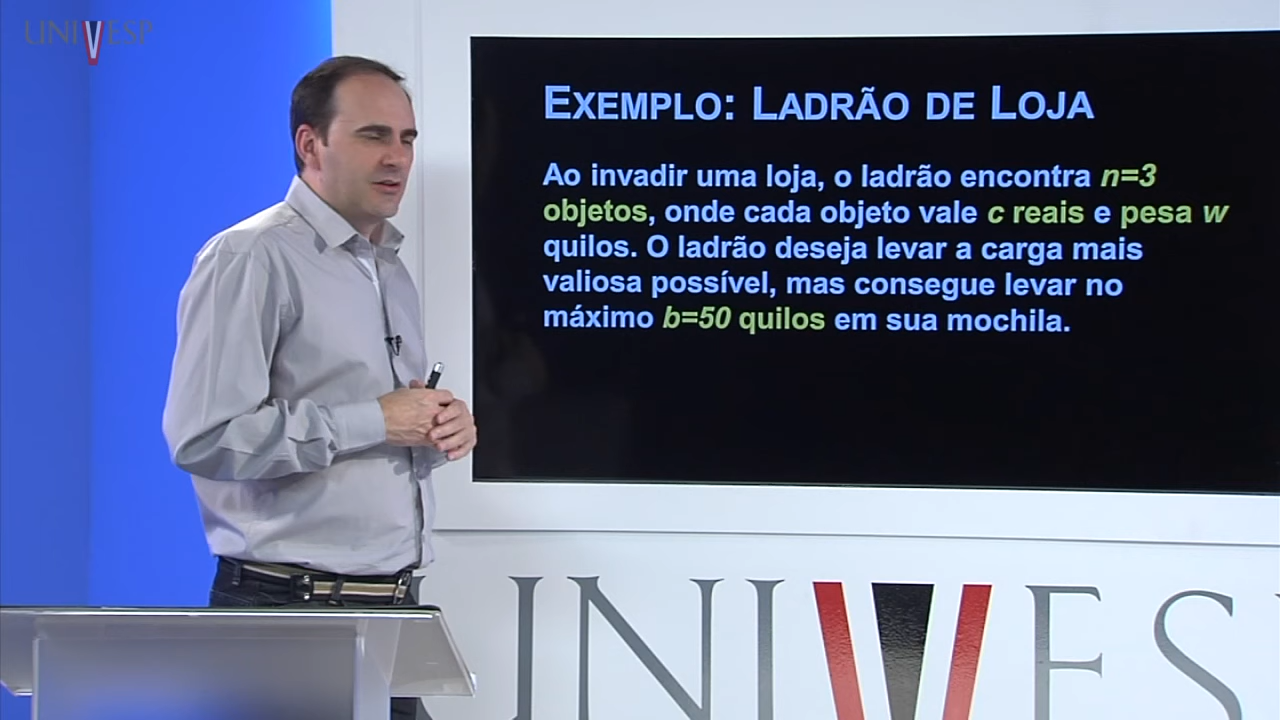 UNIVESP
EXEMPLO: LADRÃO DE LOJA
Ao invadir uma loja, o ladrão encontra n=3
objetos, onde cada objeto vale c reais e pesa w
quilos. O ladrão deseja levar a carga mais
valiosa possível, mas consegue levar no
máximo b=50 quilos em sua mochila.
UNIVES